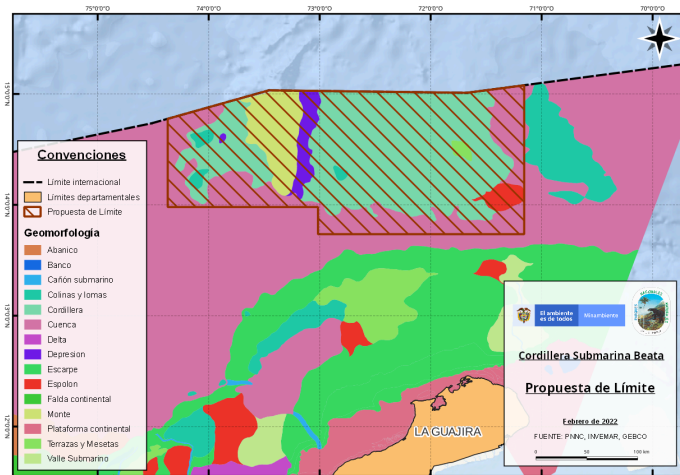 75°0'0"O 74°0'0"O 73°0'0"O 72°0'0"O 71°0'0"O 70°0'0"O
15°0'0"N
14°0'0"N
13°0'0"N
12°0'0"N
Convenciones
Límite internacional
Límites departamentales
Propuesta de Límite
Geomorfología
Abanico
Banco
Cañón submarino
Colinas y lomas
Cordillera
Cuenca
Delta
Depresion
Escarpe
Espolon
Falda continental
Monte
Plataforma continental
Terrazas y Mesetas
Valle Submarino
LA GUAJIRA
El ambiente
es de todos
Minambiente
Cordillera Submarina Beata
Propuesta de Límite
Febrero de 2022
FUENTE: PNNC, INVEMAR, GEBCO
0 50 100 km